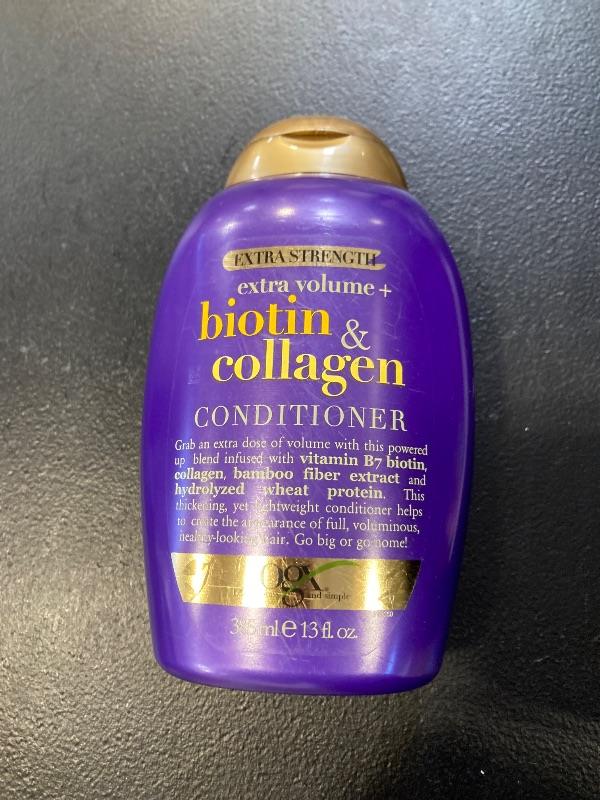 EXTRA STRENGTH
extra volume +
biotin &
collagen
CONDITIONER
Grab an extra dose of volume with this powered
up blend infused with vitamin B7 biotin,
collagen, bamboo fiber extract and
hydrolyzed wheat protein. This
thickening, yet lightweight conditioner helps
to create the appearance of full, voluminous,
healthy-looking hair. Go big or go home!
ogx
and simple
ml e 13 fl. oz.